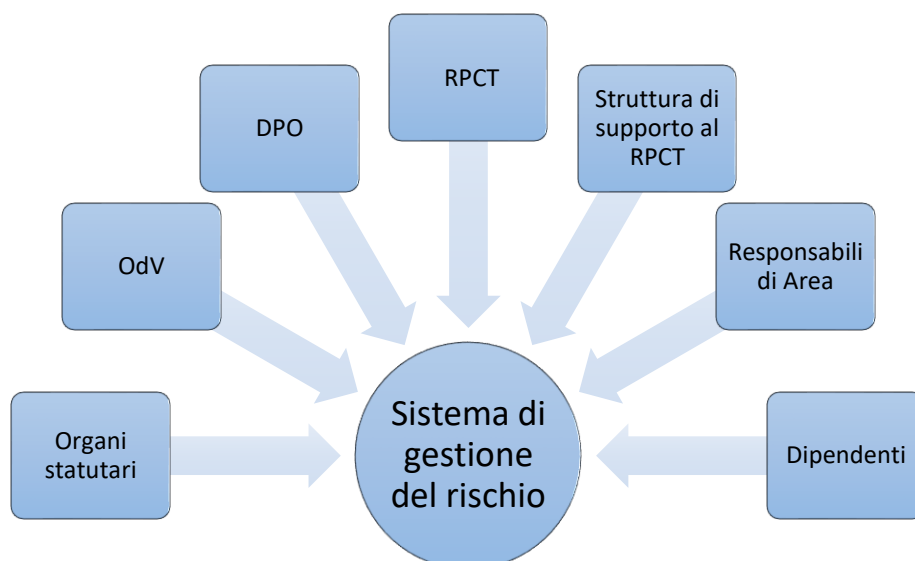 RPCT
DPO
Struttura di
supporto al
RPCT
OdV
Responsabili
di Area
Organi
statutari
Sistema di
gestione
del rischio
Dipendenti